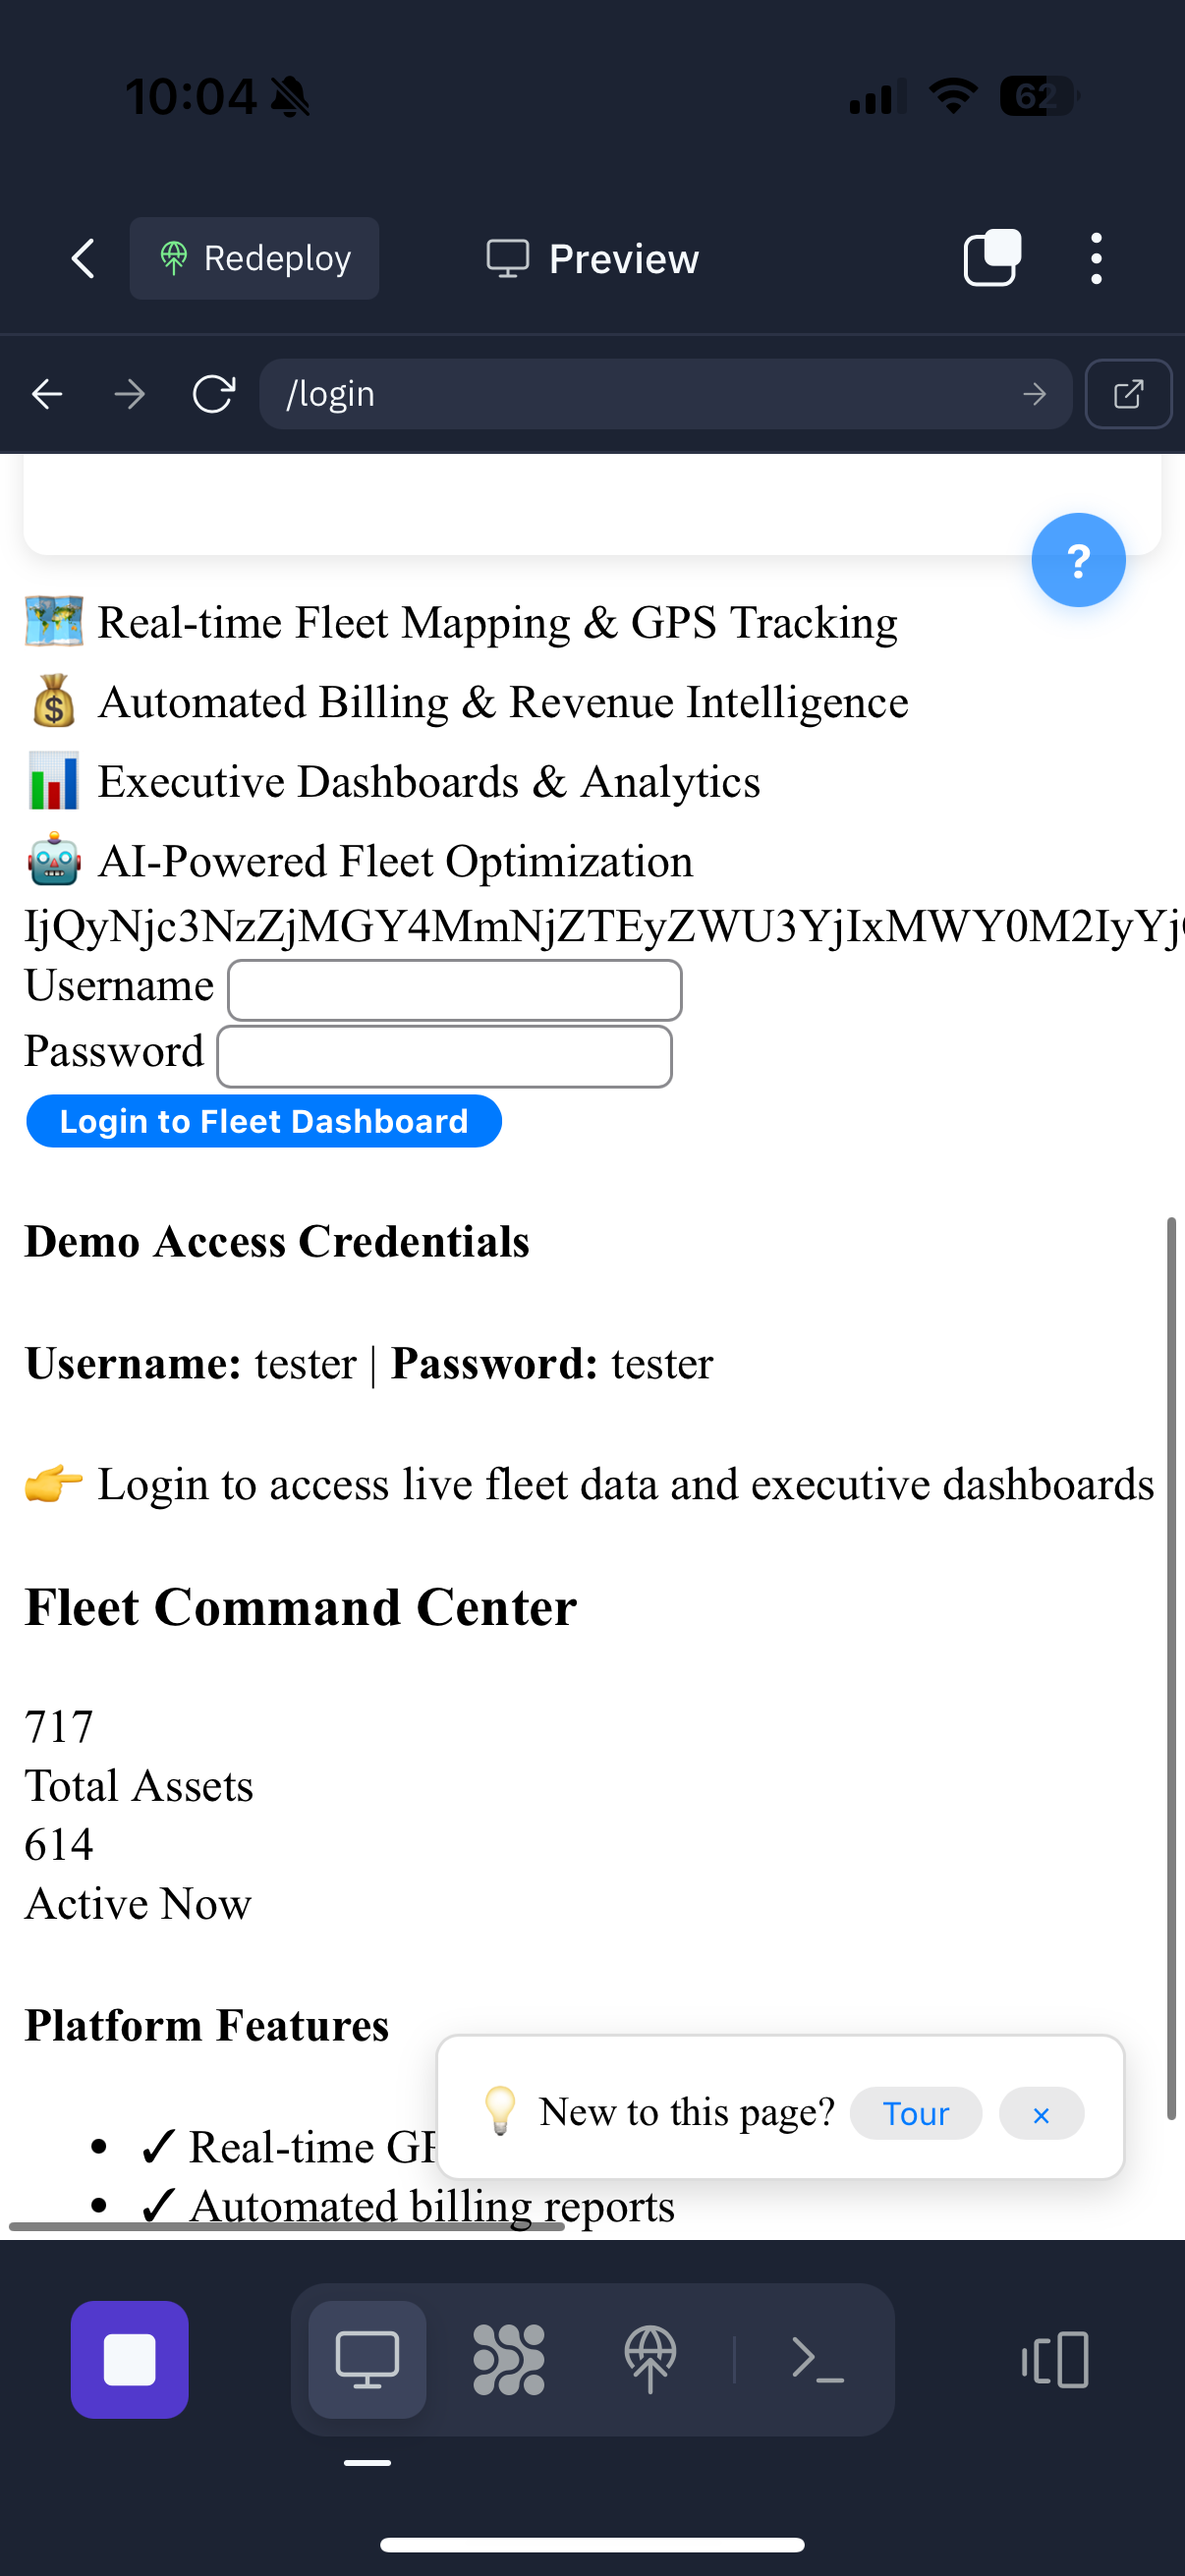 10:04
62
Redeploy
Preview
/login
?
Real-time Fleet Mapping & GPS Tracking
Automated Billing & Revenue Intelligence
Executive Dashboards & Analytics
AI-Powered Fleet Optimization
IjQyNjc3NzZjMGY4MmNjZTEyZWU3YjIxMWY0M2IyYj
Username
Password
Login to Fleet Dashboard
Demo Access Credentials
Username: tester | Password: tester
Login to access live fleet data and executive dashboards
Fleet Command Center
717
Total Assets
614
Active Now
Platform Features
New to this page? Tour ×
• ✓ Real-time
• ✓ Automated billing reports